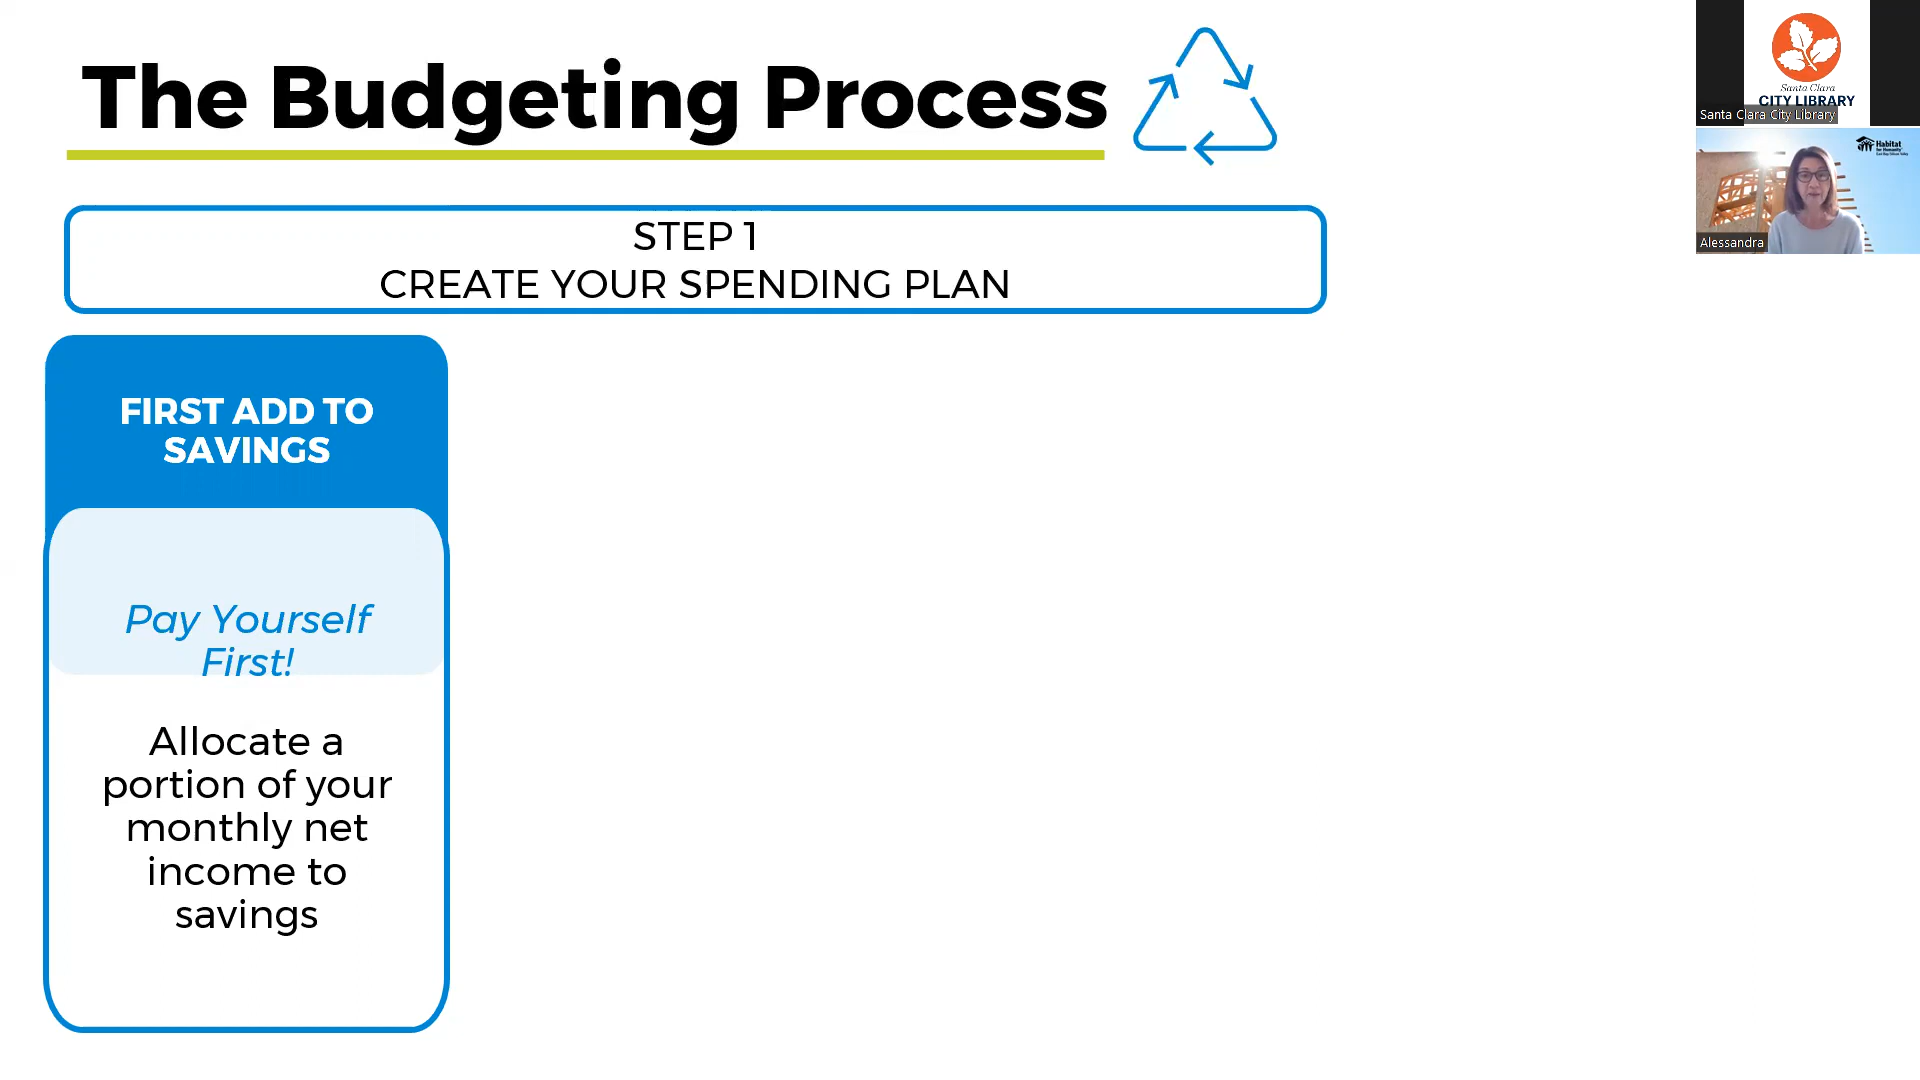 The Budgeting Process
STEP 1
CREATE YOUR SPENDING PLAN
FIRST ADD TO
SAVINGS
Pay Yourself
First!
Allocate a
portion of your
monthly net
income to
savings
Santa Clara
CITY LIBRARY
Santa Clara City Library
Habitat
for Humanity
Alessandra